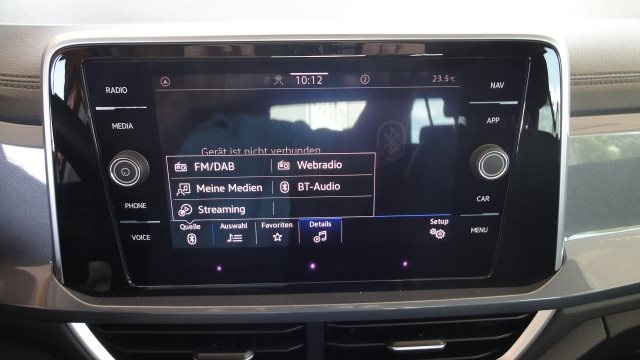 RADIO
MEDIA
PHONE
VOICE
10:12
2
23.5°C
Gerät ist nicht verbunden
FM/DAB Webradio
Meine Medien BT-Audio
Streaming
Quelle Auswahl Favoriten Details Setup
NAV
APP
CAR
MENU